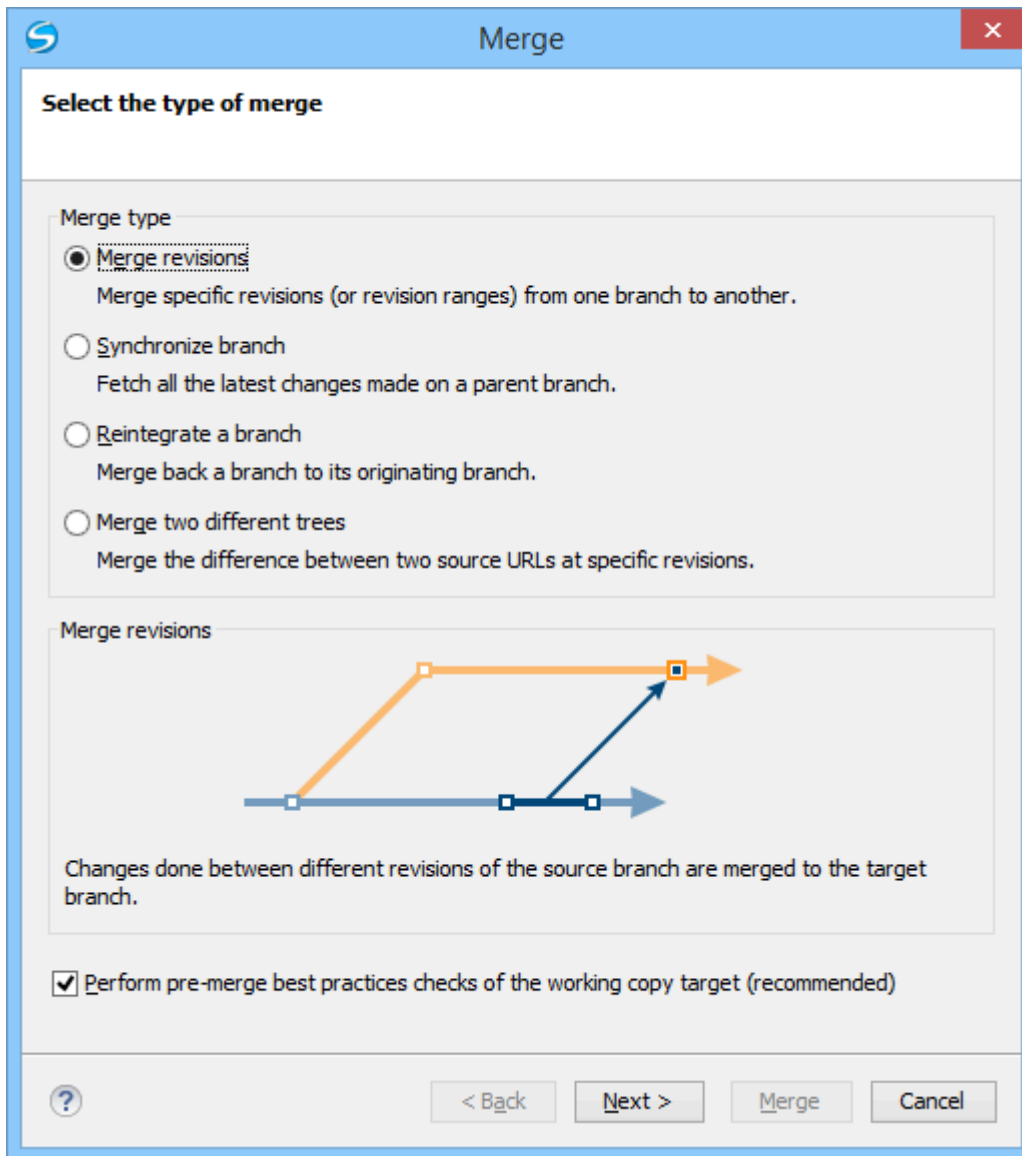 Merge
Select the type of merge
Merge type
Merge revisions
Merge specific revisions (or revision ranges) from one branch to another.
Synchronize branch
Fetch all the latest changes made on a parent branch.
Reintegrate a branch
Merge back a branch to its originating branch.
Merge two different trees
Merge the difference between two source URLs at specific revisions.
Merge revisions
Changes done between different revisions of the source branch are merged to the target
branch.
Perform pre-merge best practices checks of the working copy target (recommended)
? < Back Next > Merge Cancel